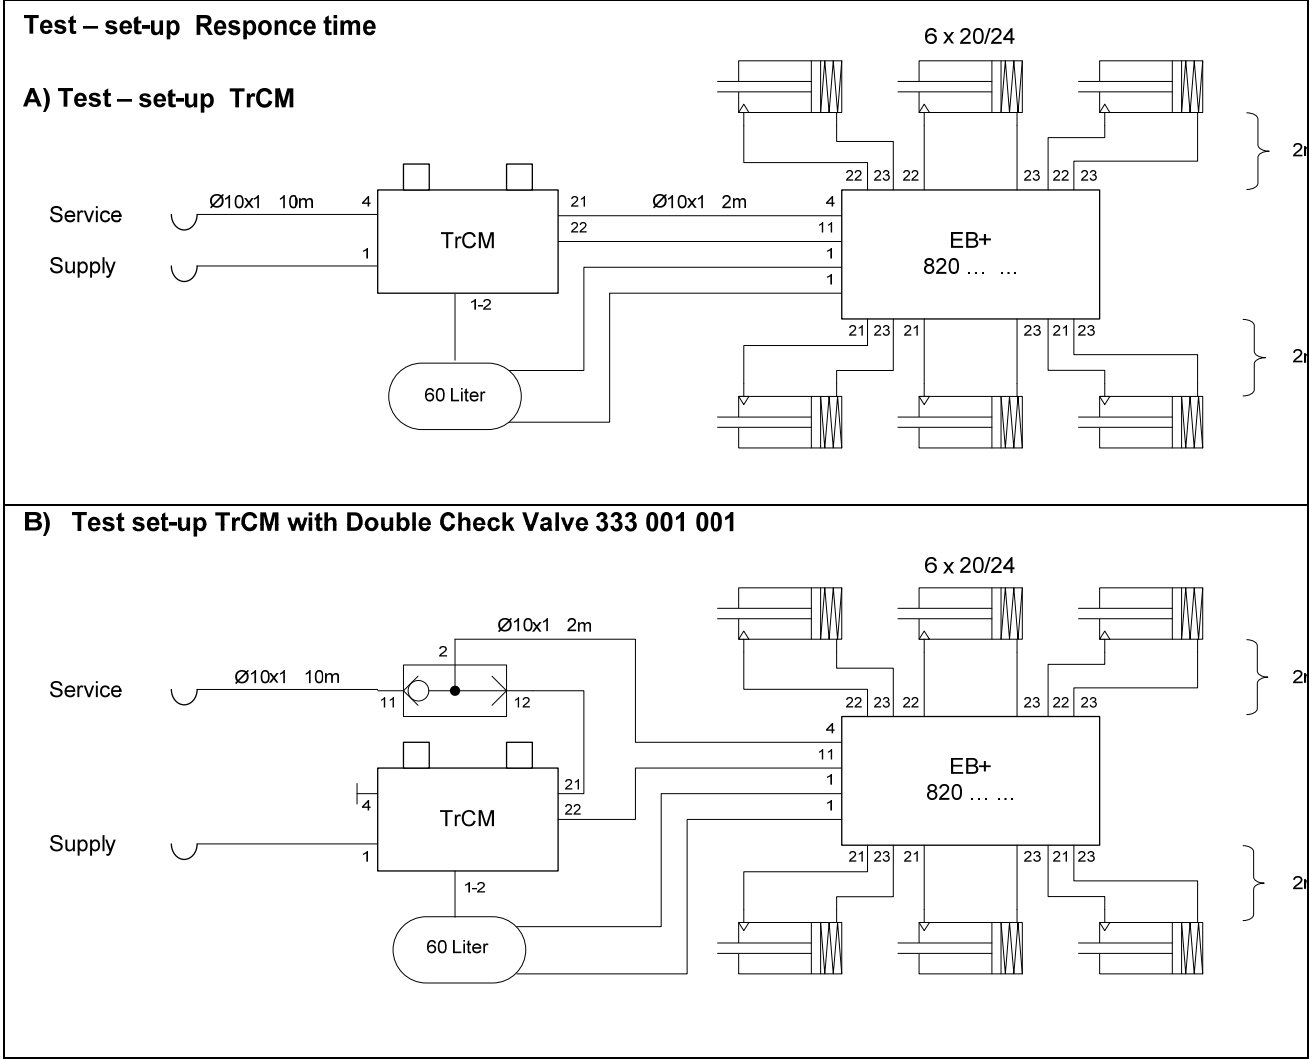 Test – set-up Responce time
6 x 20/24
A) Test – set-up TrCM
22 23 22 23 22 23
Service Ø10x1 10m 4 21 Ø10x1 2m 4
22 11
TrCM EB+
Supply 1 1
820 ... ...
1
1-2
21 23 21 23 21 23
60 Liter
2
2
B) Test set-up TrCM with Double Check Valve 333 001 001
6 x 20/24
Ø10x1 2m
2
Service Ø10x1 10m
11 12 22 23 22 23 22 23
4
11
EB+
21 1
820 ... ...
4 22 1
TrCM
Supply
1 21 23 21 23 21 23
1-2
60 Liter
2
2